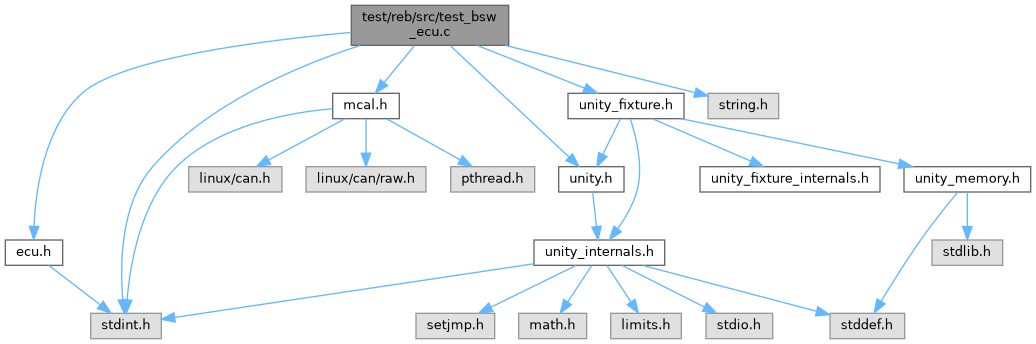 test/reb/src/test_bsw
_ecu.c
mcal.h
unity_fixture.h
string.h
linux/can.h
linux/can/raw.h
pthread.h
unity.h
unity_fixture_internals.h
unity_memory.h
ecu.h
unity_internals.h
stdlib.h
stdint.h
setjmp.h
math.h
limits.h
stdio.h
stddef.h